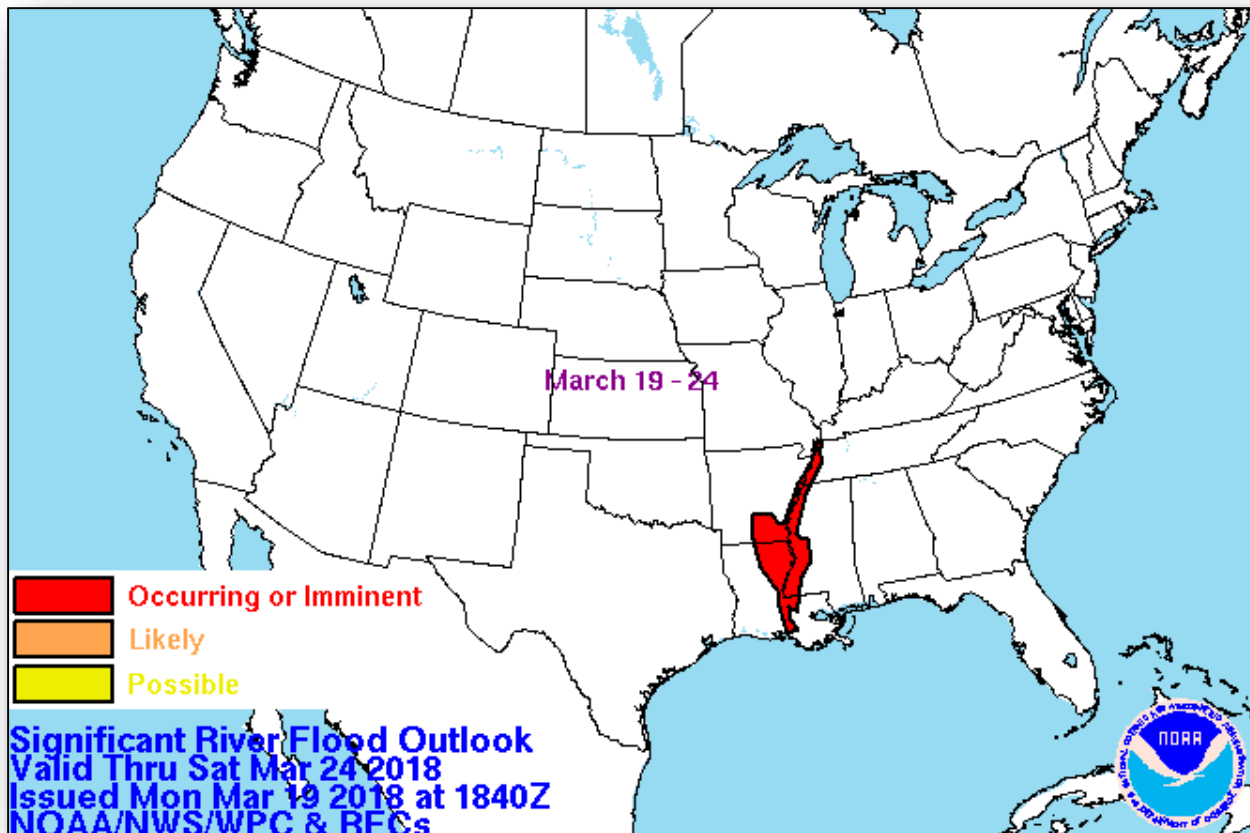 March 19 - 24
Occurring or Imminent
Likely
Possible
Significant River Flood Outlook
Valid Thru Sat Mar 24 2018
Issued Mon Mar 19 2018 at 1840Z
NOAA/NWS/WPC & RFCs
NOAA